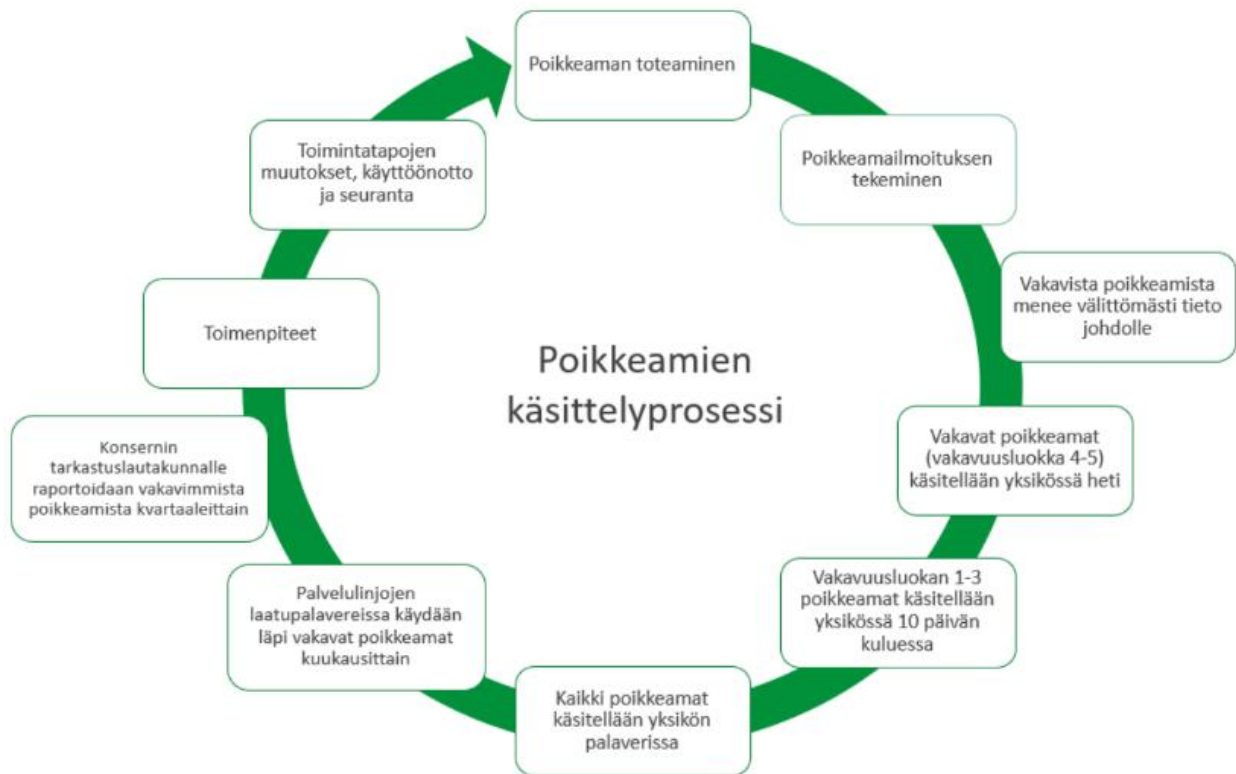 Poikkeaman toteaminen
Poikkeamailmoituksen
tekeminen
Vakavista poikkeamista
menee välittömästi tieto
johdolle
Vakavat poikkeamat
(vakavuusluokka 4-5)
käsitellään yksikössä heti
Vakavuusluokan 1-3
poikkeamat käsitellään
yksikössä 10 päivän
kuluessa
Kaikki poikkeamat
käsitellään yksikön
palaverissa
Palvelulinjojen
laatupalavereissa käydään
läpi vakavat poikkeamat
kuukausittain
Konsernin
tarkastuslautakunnalle
raportoidaan vakavimmista
poikkeamista kvartaaleittain
Toimenpiteet
Toimintatapojen
muutokset, käyttöönotto
ja seuranta
Poikkeamien
käsittelyprosessi